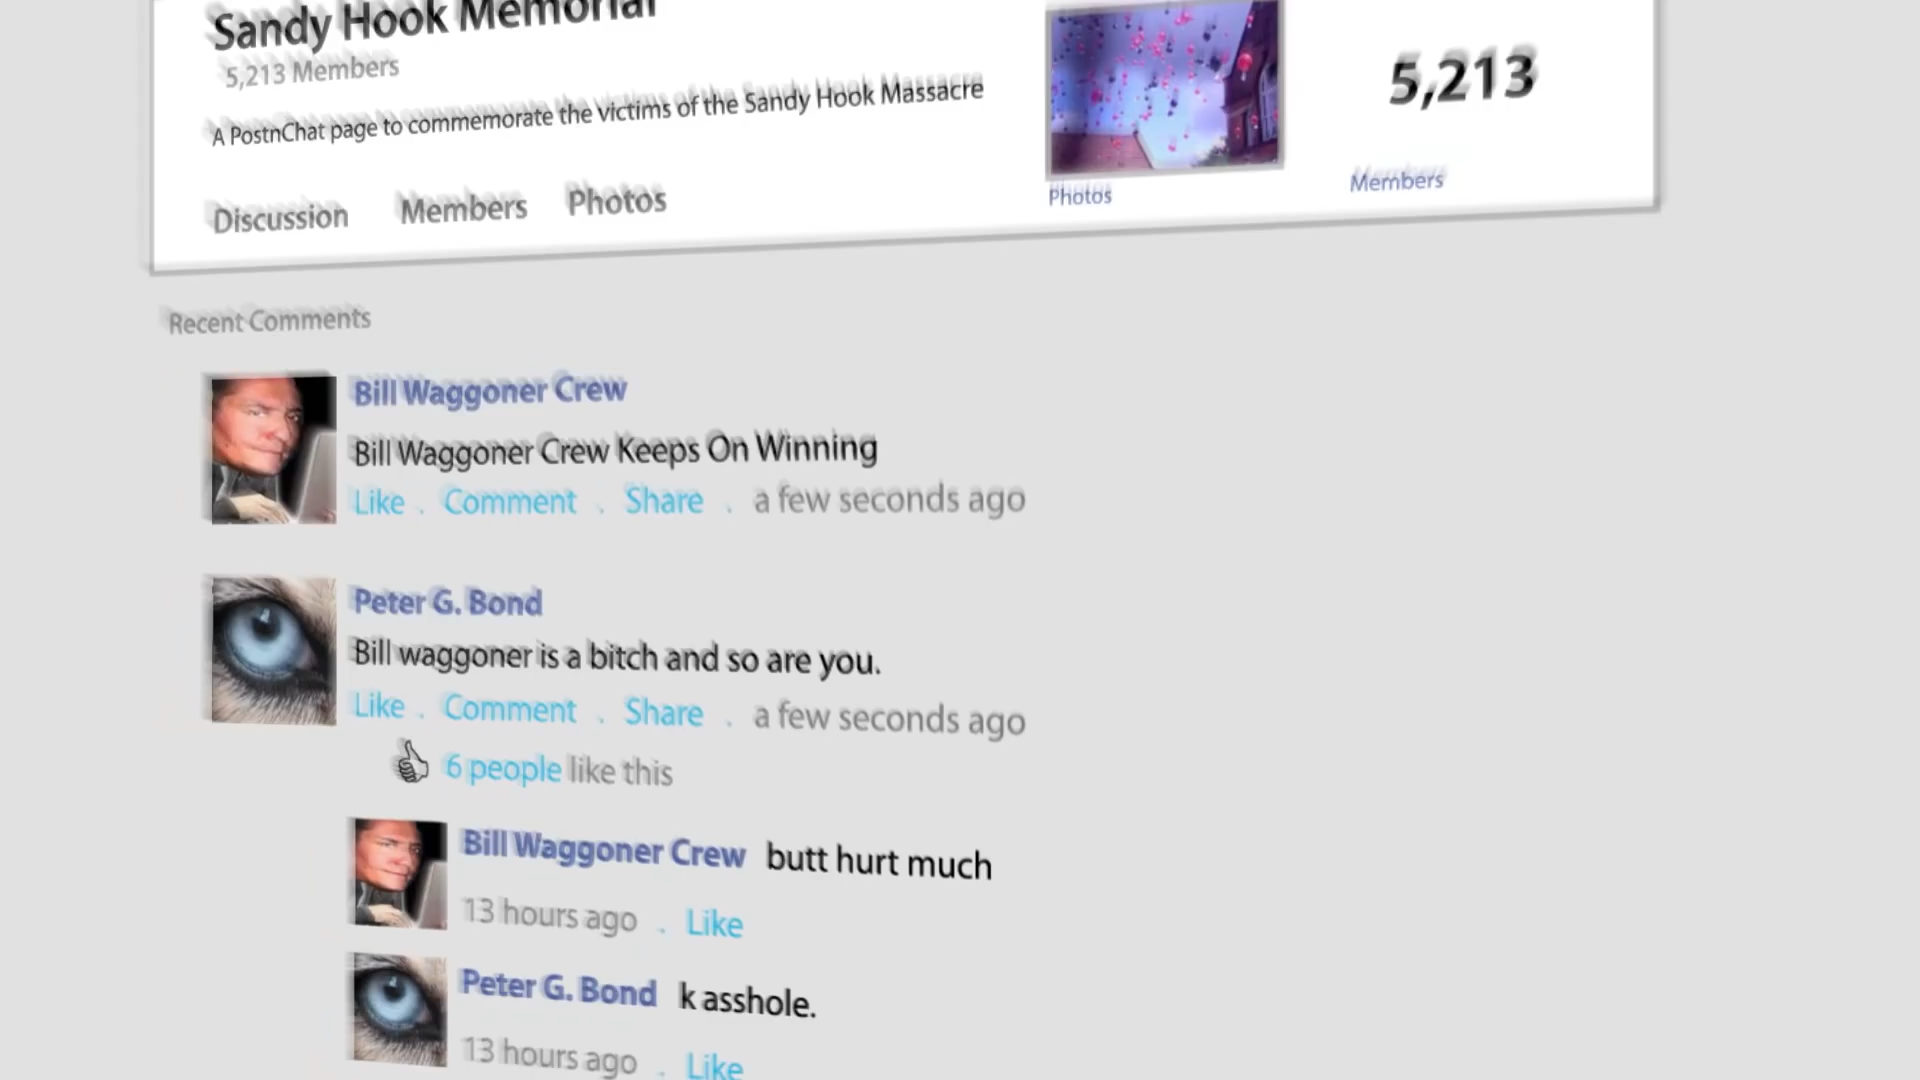 Sandy Hook Memorial
5,213 Members
A PostnChat page to commemorate the victims of the Sandy Hook Massacre
Discussion Members Photos
Photos
5,213
Members
Recent Comments
Bill Waggoner Crew
Bill Waggoner Crew Keeps On Winning
Like . Comment . Share . a few seconds ago
Peter G. Bond
Bill waggoner is a bitch and so are you.
Like . Comment . Share . a few seconds ago
6 people like this
Bill Waggoner Crew butt hurt much
13 hours ago . Like
Peter G. Bond k asshole.
13 hours ago . Like